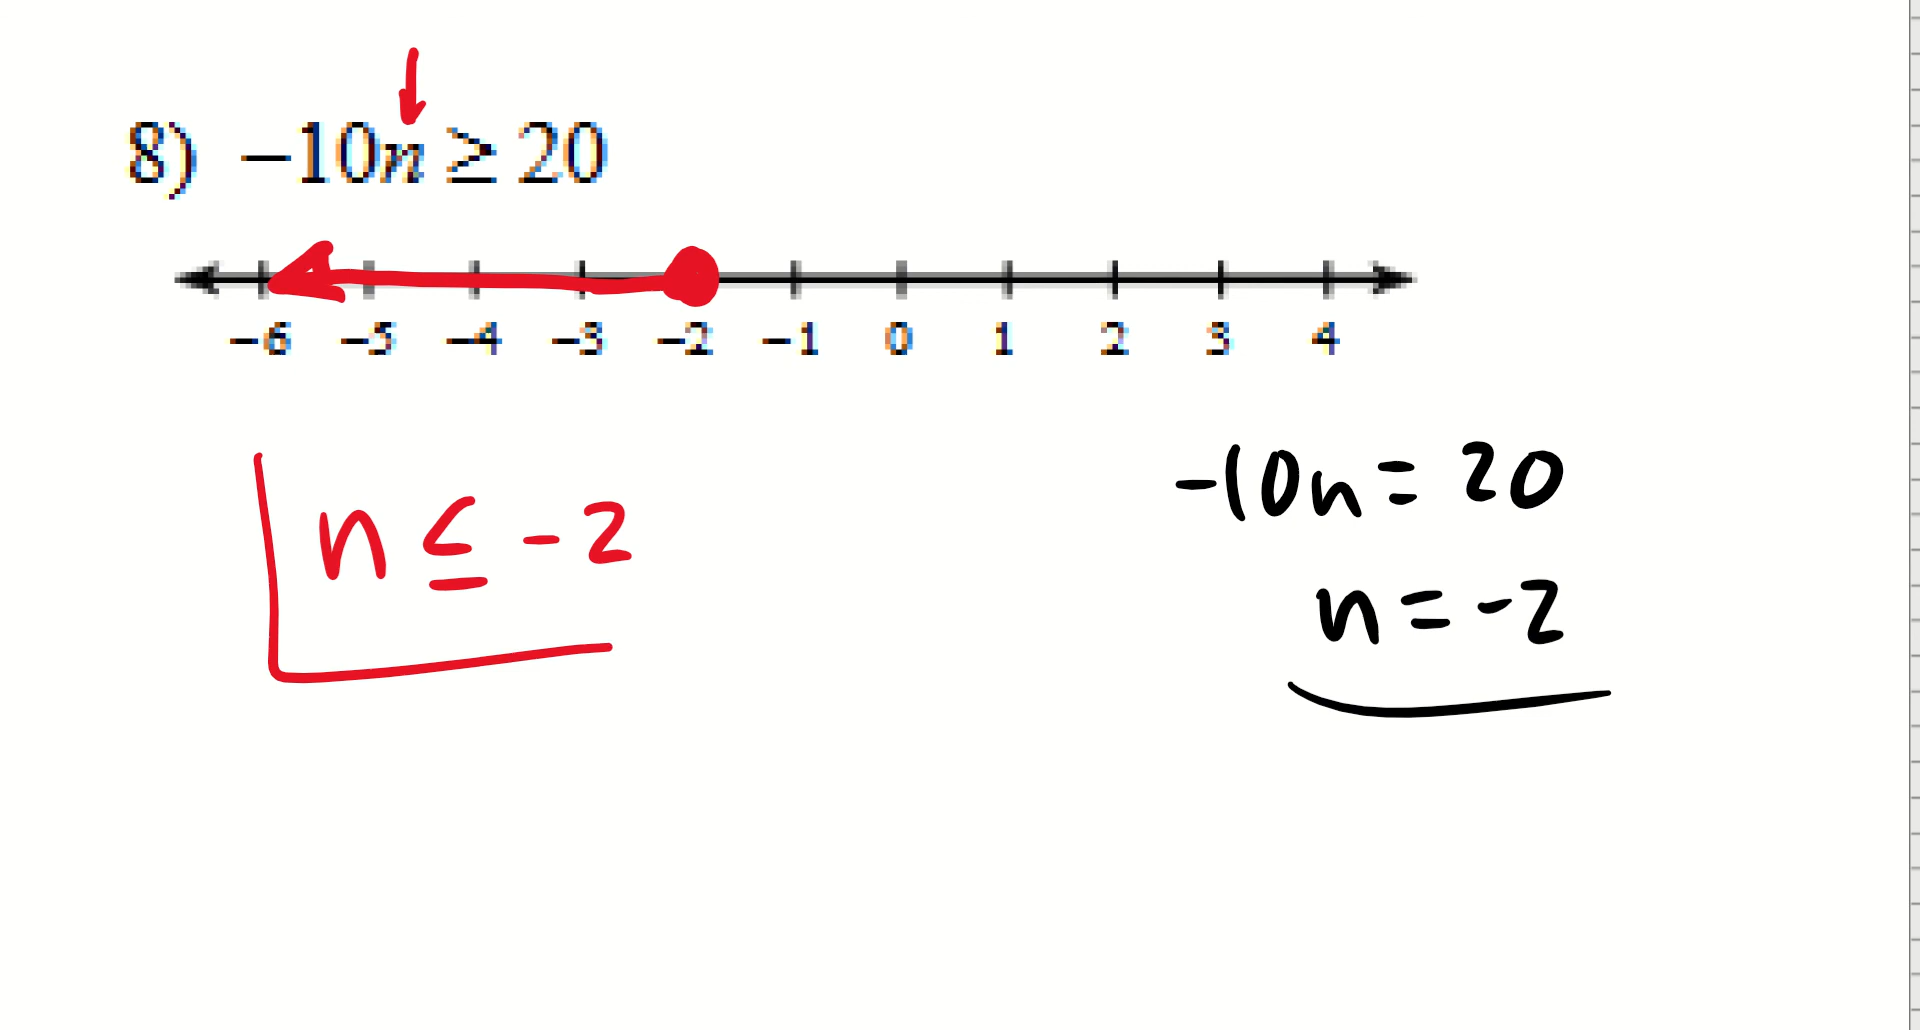 8) −10n ≥ 20
−6 −5 −4 −3 −2 −1 0 1 2 3 4
-10n = 20
n ≤ -2
n = -2